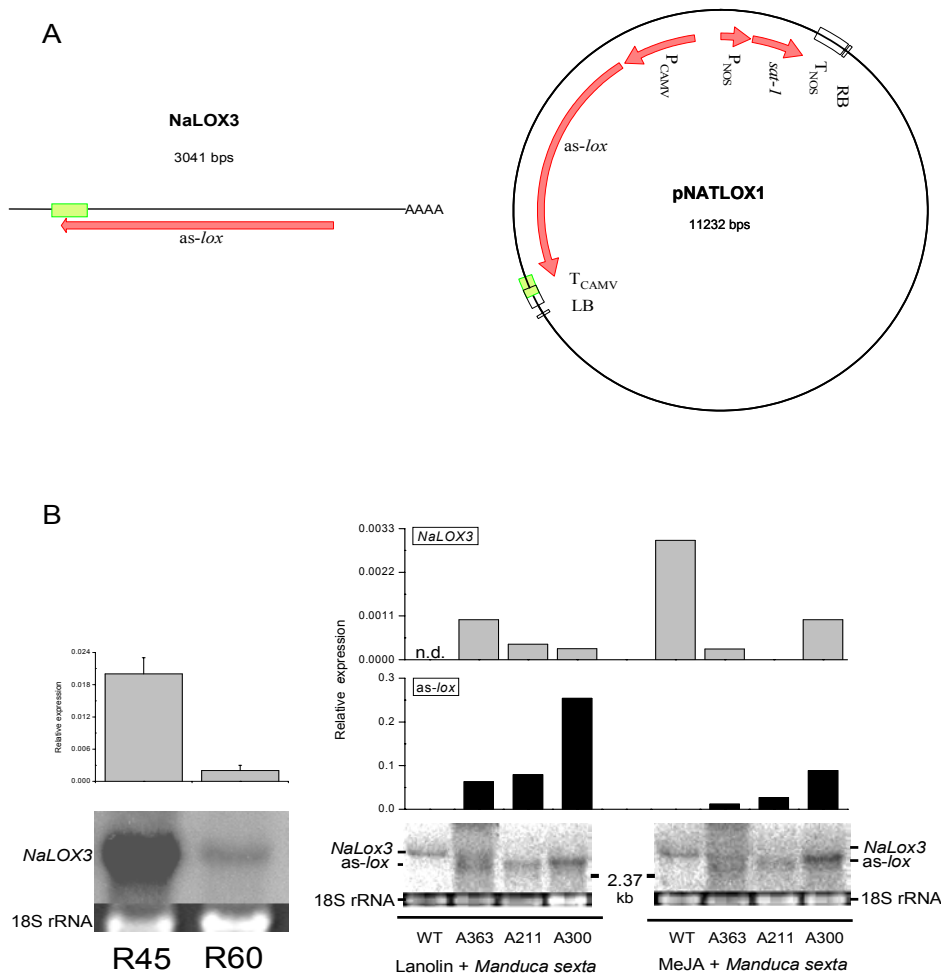 A
NaLOX3
3041 bps
AAAA
as-lox
P CAMV
P NOS
sat-1
T NOS
RB
as-lox
pNATLOX1
11232 bps
T CAMV
LB
B
Relative expression
0.024
0.018
0.012
0.006
0.000
NaLOX3
18S rRNA
R45 R60
Relative expression
0.0033
0.0022
0.0011
0.0000
NaLOX3
n.d.
0.3
0.2
0.1
0.0
as-lox
NaLox3
as-lox
18S rRNA
2.37
kb
NaLox3
as-lox
18S rRNA
WT A363 A211 A300 WT A363 A211 A300
Lanolin + Manduca sexta MeJA + Manduca sexta